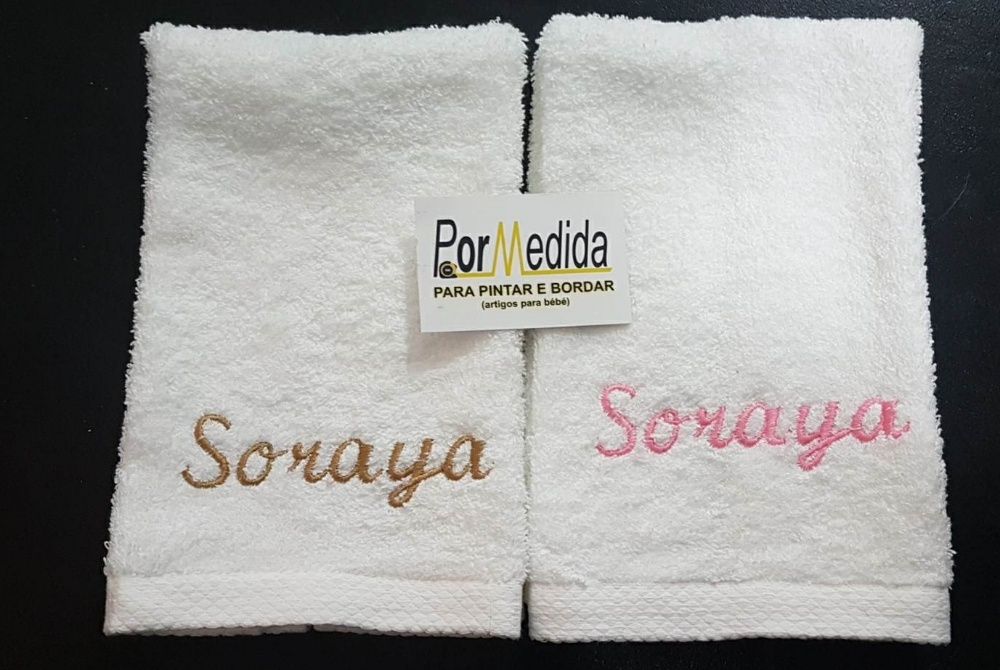 PorMedida
PARA PINTAR E BORDAR
(artigos para bébé)
Soraya
Soraya